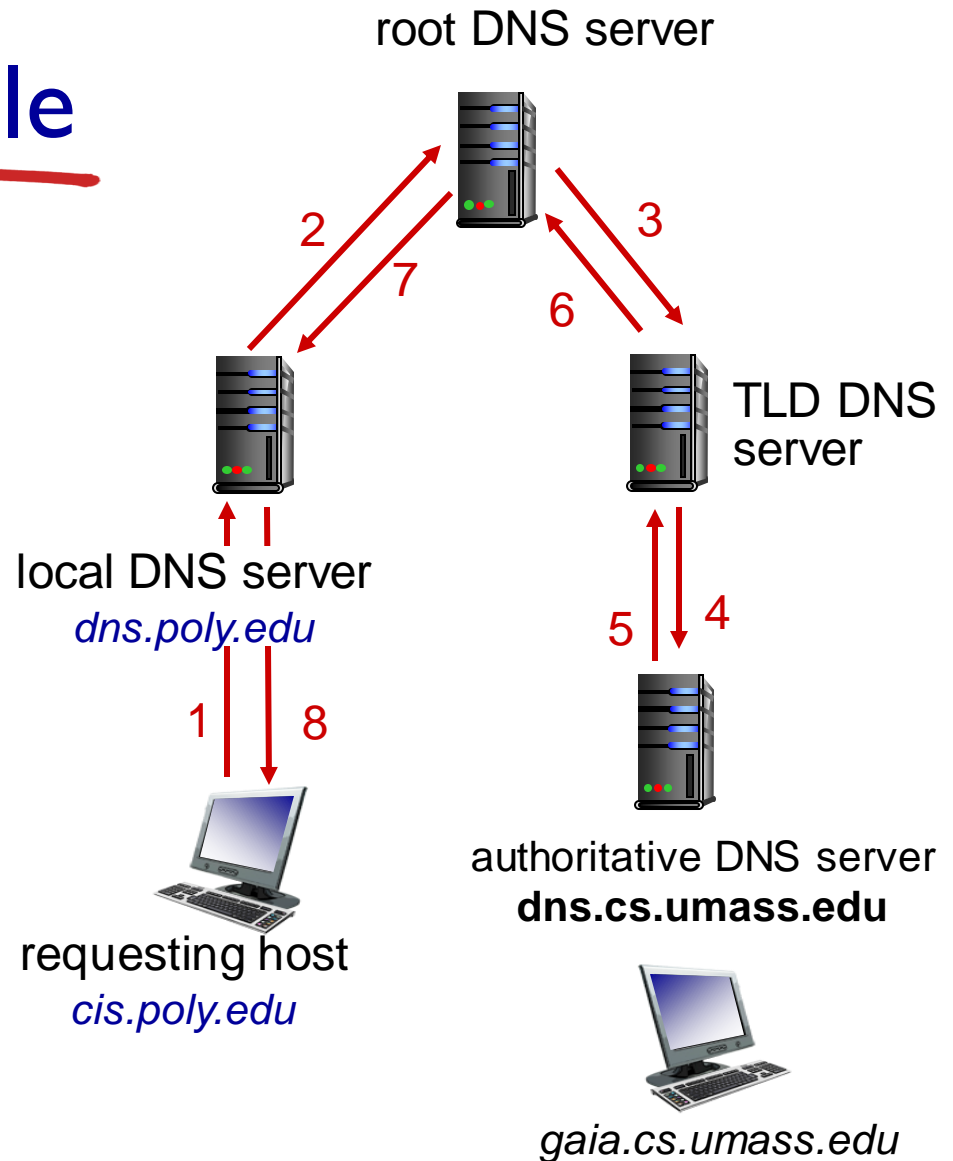 root DNS server
le
2
3
7
6
TLD DNS
server
local DNS server
dns.poly.edu
5
4
1
8
authoritative DNS server
dns.cs.umass.edu
requesting host
cis.poly.edu
gaia.cs.umass.edu